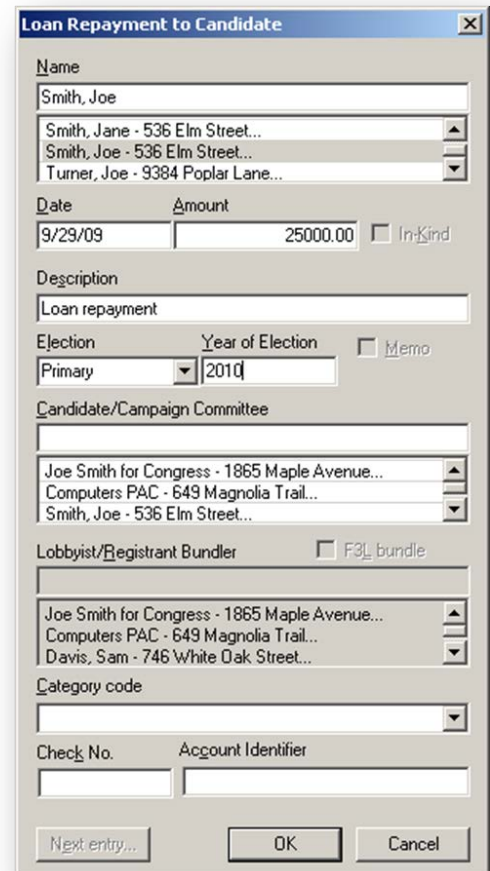 Loan Repayment to Candidate
Name
Smith, Joe
Smith, Jane - 536 Elm Street...
Smith, Joe - 536 Elm Street...
Turner, Joe - 9384 Poplar Lane...
Date Amount
9/29/09 25000.00 In-Kind
Description
Loan repayment
Election Year of Election Memo
Primary 2010
Candidate/Campaign Committee
Joe Smith for Congress - 1865 Maple Avenue...
Computers PAC - 649 Magnolia Trail...
Smith, Joe - 536 Elm Street...
Lobbyist/Registrant Bundler F3L bundle
Joe Smith for Congress - 1865 Maple Avenue...
Computers PAC - 649 Magnolia Trail...
Davis, Sam - 746 White Oak Street...
Category code
Check No. Account Identifier
Next entry... OK Cancel